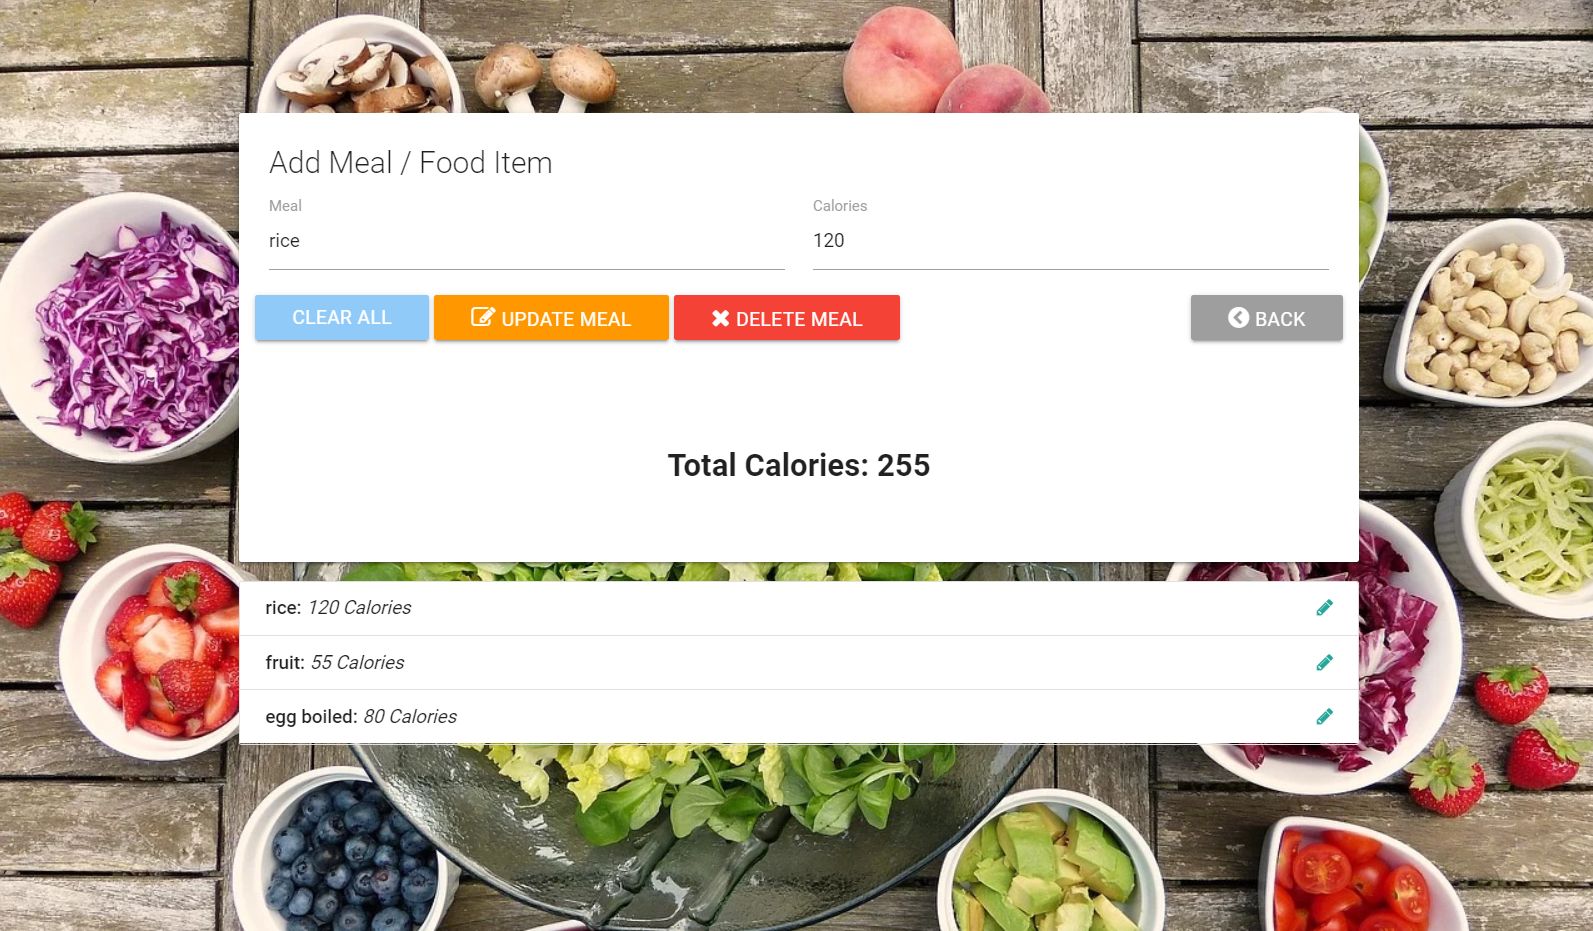 Add Meal / Food Item
Meal
Calories
rice
120
CLEAR ALL
UPDATE MEAL
DELETE MEAL
BACK
Total Calories: 255
rice: 120 Calories
fruit: 55 Calories
egg boiled: 80 Calories